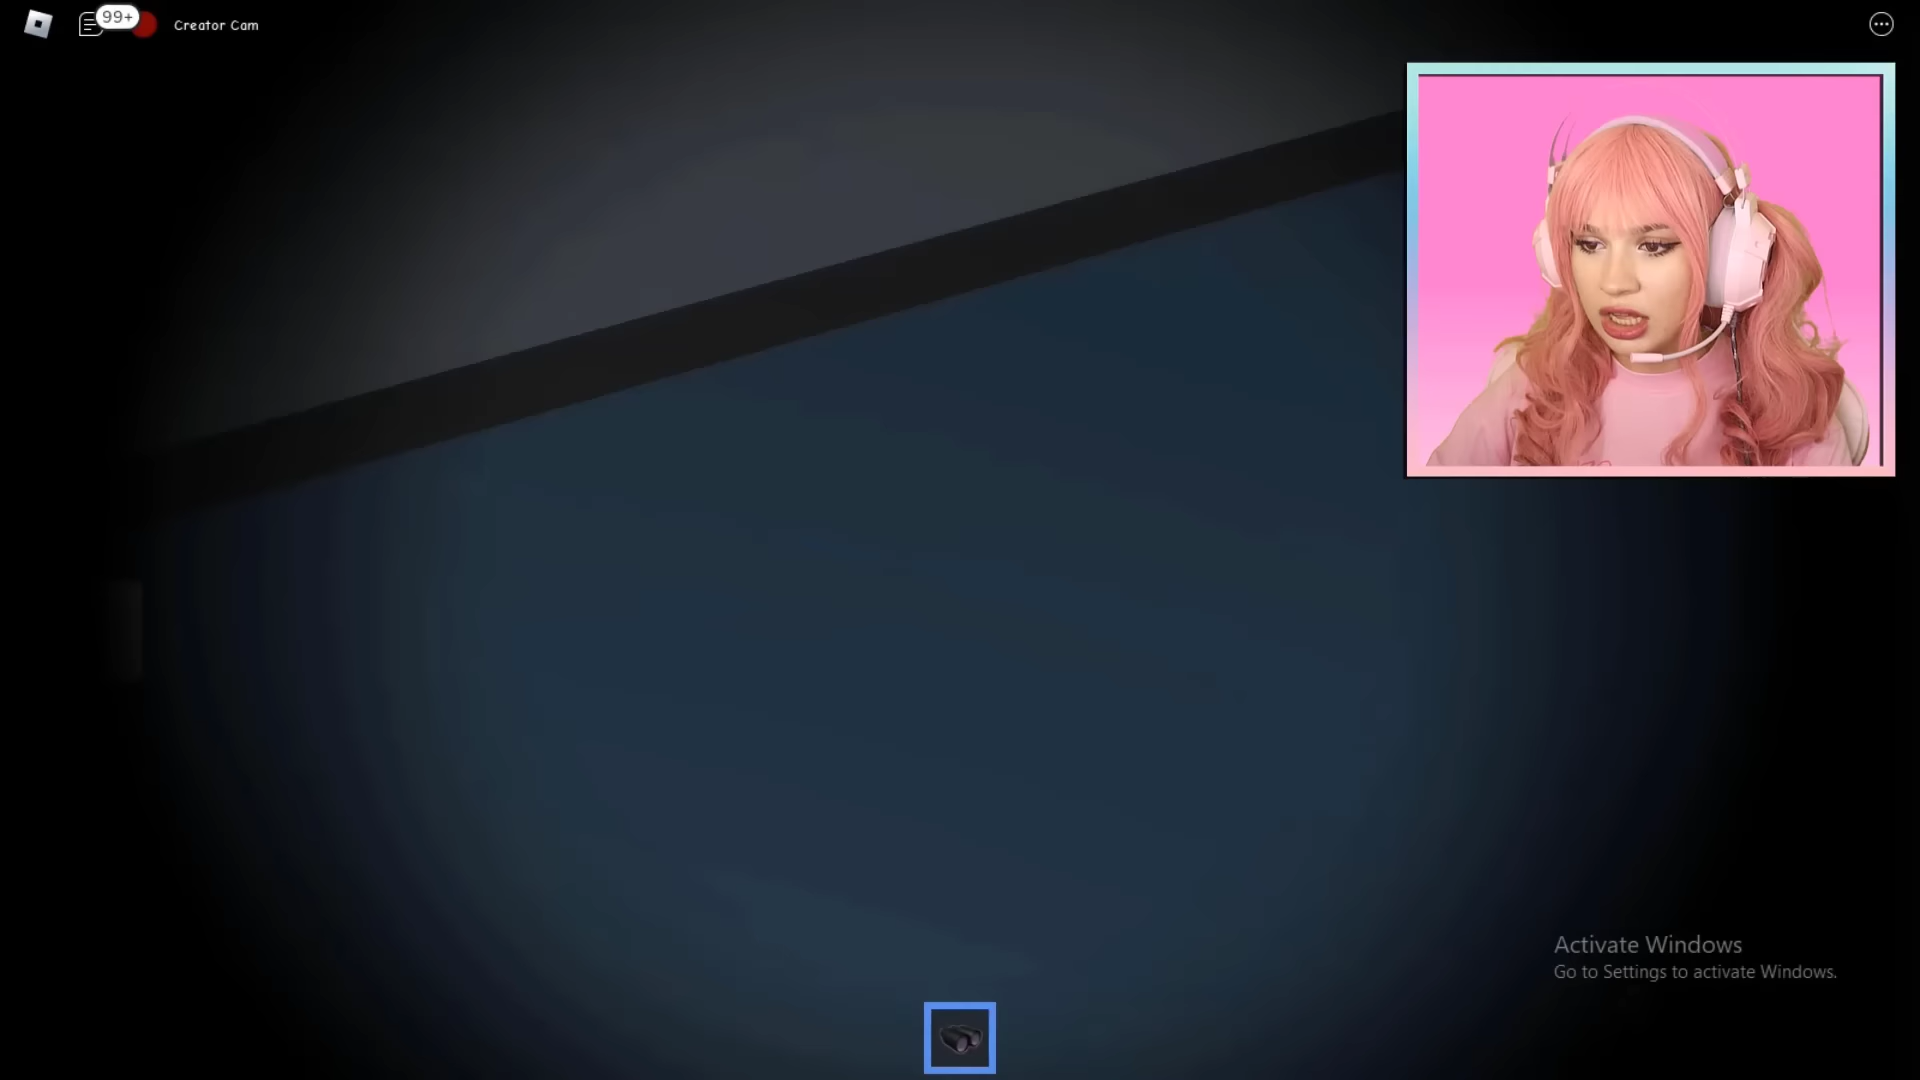 99+
Creator Cam
Activate Windows
Go to Settings to activate Windows.